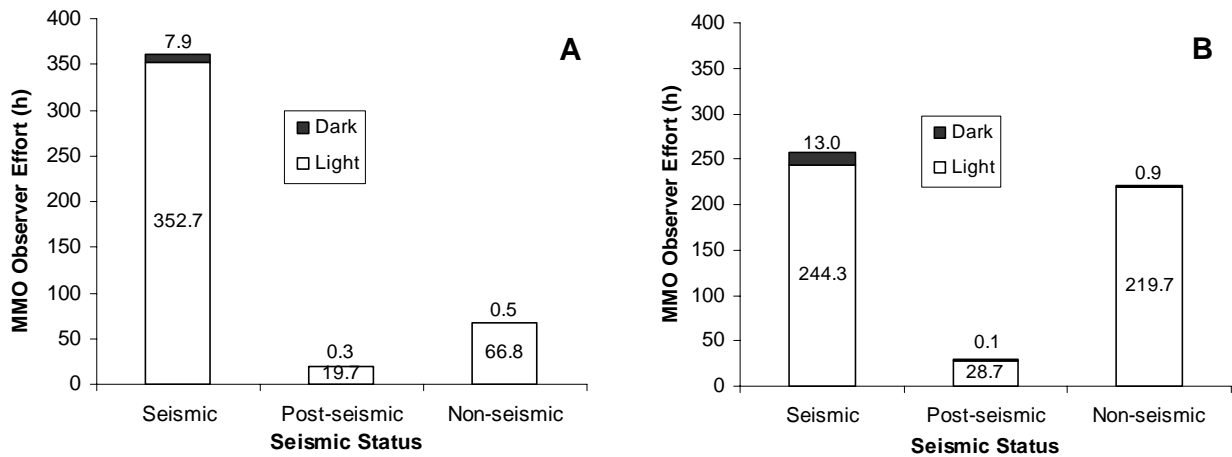 A
MMO Observer Effort (h)
400
350
300
250
200
150
100
50
0
7.9
352.7
0.3
19.7
0.5
66.8
Dark
Light
Seismic Post-seismic Non-seismic
Seismic Status
B
MMO Observer Effort (h)
400
350
300
250
200
150
100
50
0
13.0
244.3
0.1
28.7
0.9
219.7
Dark
Light
Seismic Post-seismic Non-seismic
Seismic Status